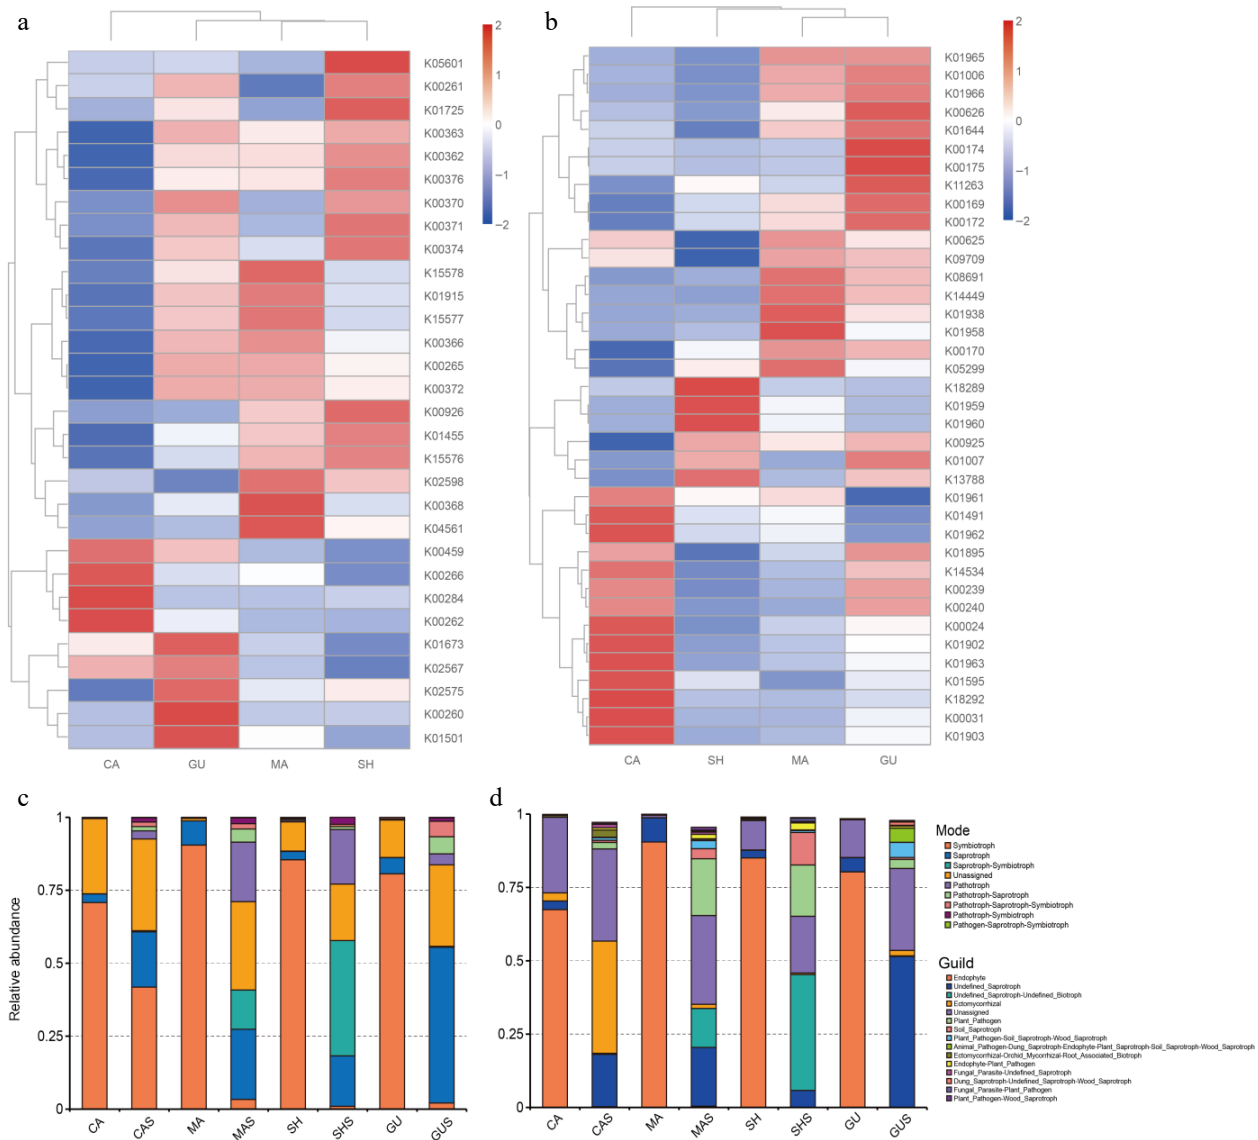 a
2
1
0
−1
−2
K05601
K00261
K01725
K00363
K00362
K00376
K00370
K00371
K00374
K15578
K01915
K15577
K00366
K00265
K00372
K00926
K01455
K15576
K02598
K00368
K04561
K00459
K00266
K00284
K00262
K01673
K02567
K02575
K00260
K01501
CA GU MA SH
b
2
1
0
−1
−2
K01965
K01006
K01966
K00626
K01644
K00174
K00175
K11263
K00169
K00172
K00625
K09709
K08691
K14449
K01938
K01958
K00170
K05299
K18289
K01959
K01960
K00925
K01007
K13788
K01961
K01491
K01962
K01895
K14534
K00239
K00240
K00024
K01902
K01963
K01595
K18292
K00031
K01903
CA SH MA GU
c
Relative abundance
1
0.75
0.5
0.25
0
CA CAS MA MAS SH SHS GU GUS
d
1
0.75
0.5
0.25
0
CA CAS MA MAS SH SHS GU GUS
Mode
Symbiotroph
Saprotroph
Saprotroph-Symbiotroph
Unassigned
Pathotroph
Pathotroph-Saprotroph
Pathotroph-Saprotroph-Symbiotroph
Pathotroph-Symbiotroph
Pathogen-Saprotroph-Symbiotroph
Guild
Endophyte
Undefined_Saprotroph
Undefined_Saprotroph-Undefined_Biotroph
Ectomycorrhizal
Unassigned
Plant_Pathogen
Soil_Saprotroph
Plant_Pathogen-Soil_Saprotroph-Wood_Saprotroph
Animal_Pathogen-Dung_Saprotroph-Endophyte-Plant_Saprotroph-Soil_Saprotroph-Wood_Saprotroph
Ectomycorrhizal-Orchid_Mycorrhizal-Root_Associated_Biotroph
Endophyte-Plant_Pathogen
Fungal_Parasite-Undefined_Saprotroph
Dung_Saprotroph-Undefined_Saprotroph-Wood_Saprotroph
Fungal_Parasite-Plant_Pathogen
Plant_Pathogen-Wood_Saprotroph